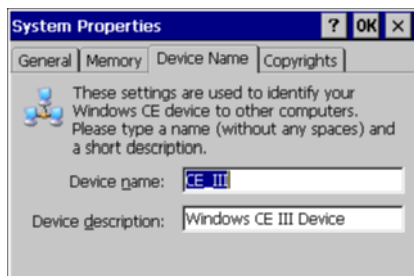 System Properties ? OK ×
General Memory Device Name Copyrights
These settings are used to identify your
Windows CE device to other computers.
Please type a name (without any spaces) and
a short description.
Device name: CE_III
Device description: Windows CE III Device